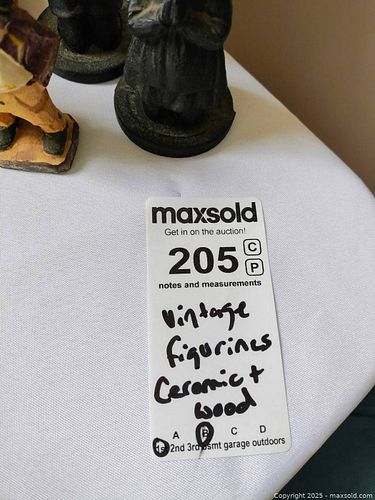 maxsold
Get in on the auction!
205 C
P
notes and measurements
vintage
figurines
Ceramic +
wood
A B C D
1st 2nd 3rd bsmt garage outdoors
Copyright 2025 - maxsold.com